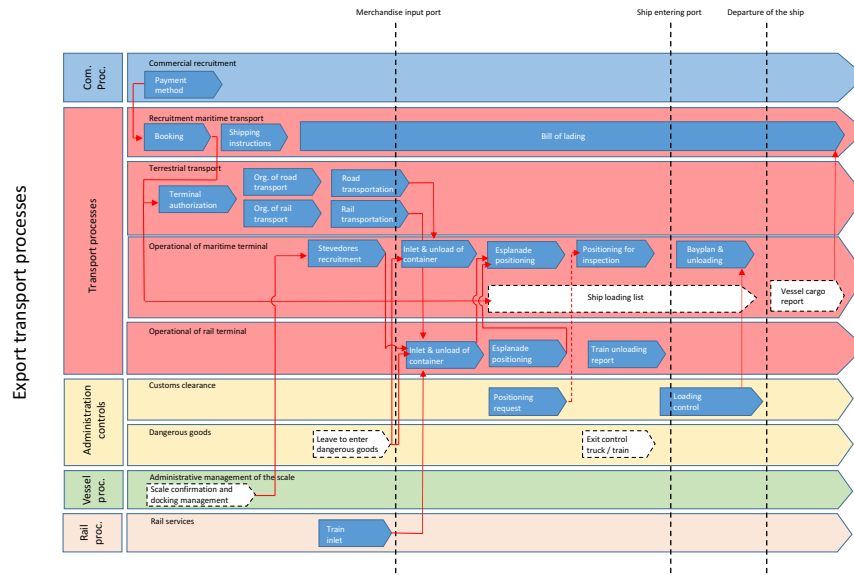 Merchandise input port
Ship entering port
Departure of the ship
Export transport processes
Com.
Proc.
Commercial recruitment
Payment
method
Transport processes
Recruitment maritime transport
Booking
Shipping
instructions
Bill of lading
Terrestrial transport
Terminal
authorization
Org. of road
transport
Road
transportation
Org. of rail
transport
Rail
transportation
Operational of maritime terminal
Stevedores
recruitment
Inlet & unload of
container
Esplanade
positioning
Positioning for
inspection
Bayplan &
unloading
Ship loading list
Vessel cargo
report
Operational of rail terminal
Inlet & unload of
container
Esplanade
positioning
Train unloading
report
Administration
controls
Customs clearance
Positioning
request
Loading
control
Dangerous goods
Leave to enter
dangerous goods
Exit control
truck / train
Vessel
proc.
Administrative management of the scale
Scale confirmation and
docking management
Rail
proc.
Rail services
Train
inlet